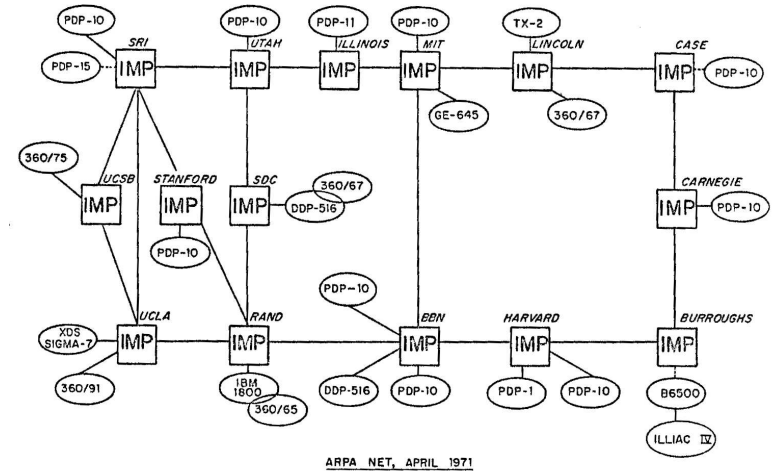 PDP-10
PDP-10
PDP-11
PDP-10
TX-2
SRI
UTAH
ILLINOIS
MIT
LINCOLN
CASE
PDP-15
IMP
IMP
IMP
IMP
IMP
IMP
PDP-10
GE-645
360/67
360/75
UCSB
STANFORD
SDC
360/67
CARNEGIE
IMP
IMP
IMP
DDP-516
IMP
PDP-10
PDP-10
PDP-10
UCLA
RAND
BBN
HARVARD
BURROUGHS
XDS
SIGMA-7
IMP
IMP
IMP
IMP
IMP
360/91
IBM
1800
360/65
DDP-516
PDP-10
PDP-1
PDP-10
B6500
ILLIAC IV
ARPA NET, APRIL 1971